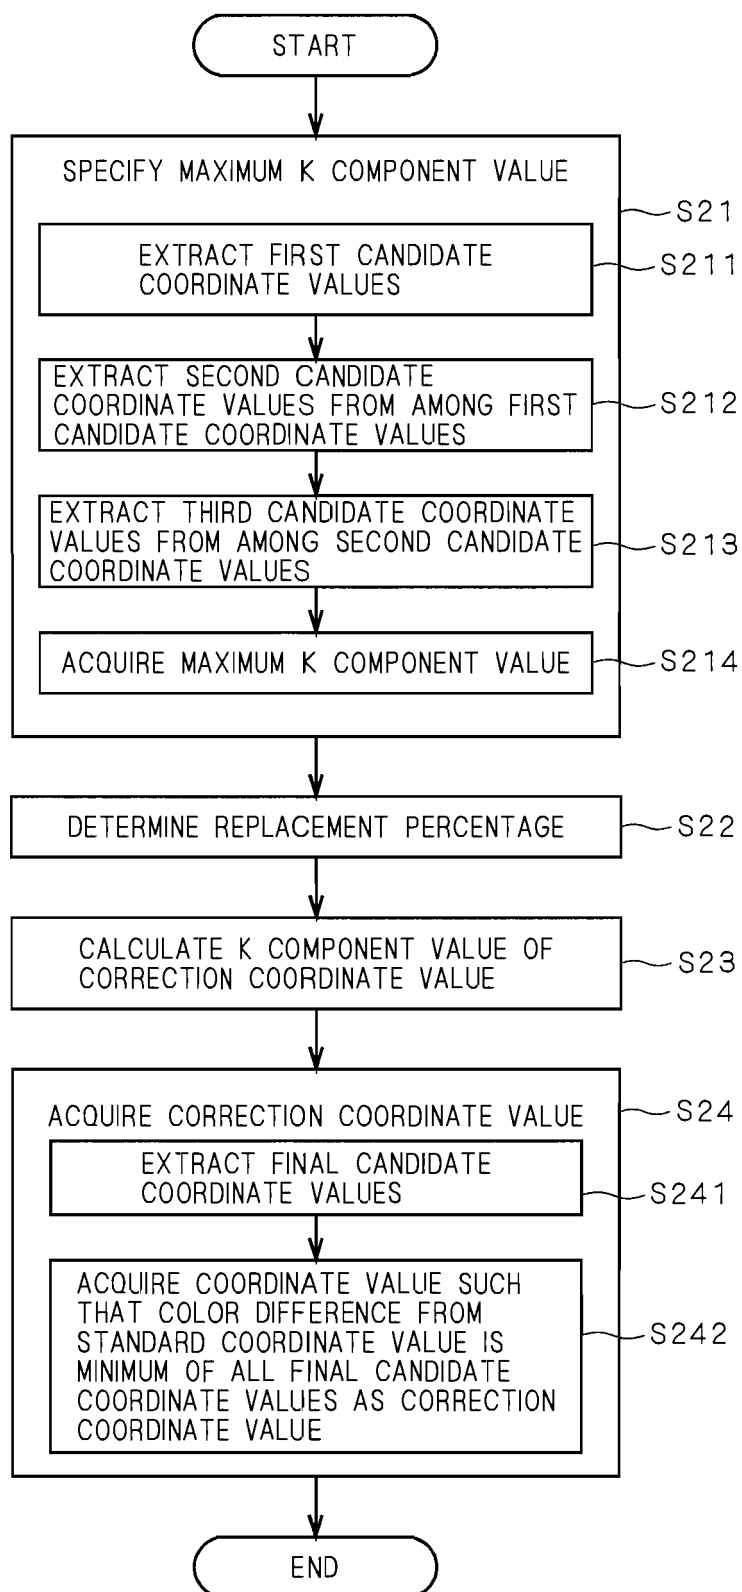 START
SPECIFY MAXIMUM K COMPONENT VALUE
S21
EXTRACT FIRST CANDIDATE
COORDINATE VALUES
S211
EXTRACT SECOND CANDIDATE
COORDINATE VALUES FROM AMONG FIRST
CANDIDATE COORDINATE VALUES
S212
EXTRACT THIRD CANDIDATE COORDINATE
VALUES FROM AMONG SECOND CANDIDATE
COORDINATE VALUES
S213
ACQUIRE MAXIMUM K COMPONENT VALUE
S214
DETERMINE REPLACEMENT PERCENTAGE
S22
CALCULATE K COMPONENT VALUE OF
CORRECTION COORDINATE VALUE
S23
ACQUIRE CORRECTION COORDINATE VALUE
S24
EXTRACT FINAL CANDIDATE
COORDINATE VALUES
S241
ACQUIRE COORDINATE VALUE SUCH
THAT COLOR DIFFERENCE FROM
STANDARD COORDINATE VALUE IS
MINIMUM OF ALL FINAL CANDIDATE
COORDINATE VALUES AS CORRECTION
COORDINATE VALUE
S242
END